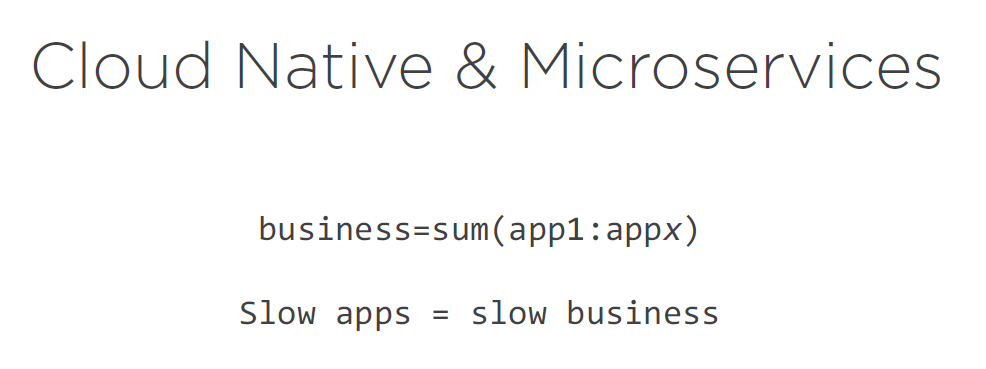 Cloud Native & Microservices
business=sum(app1:appx)
Slow apps = slow business